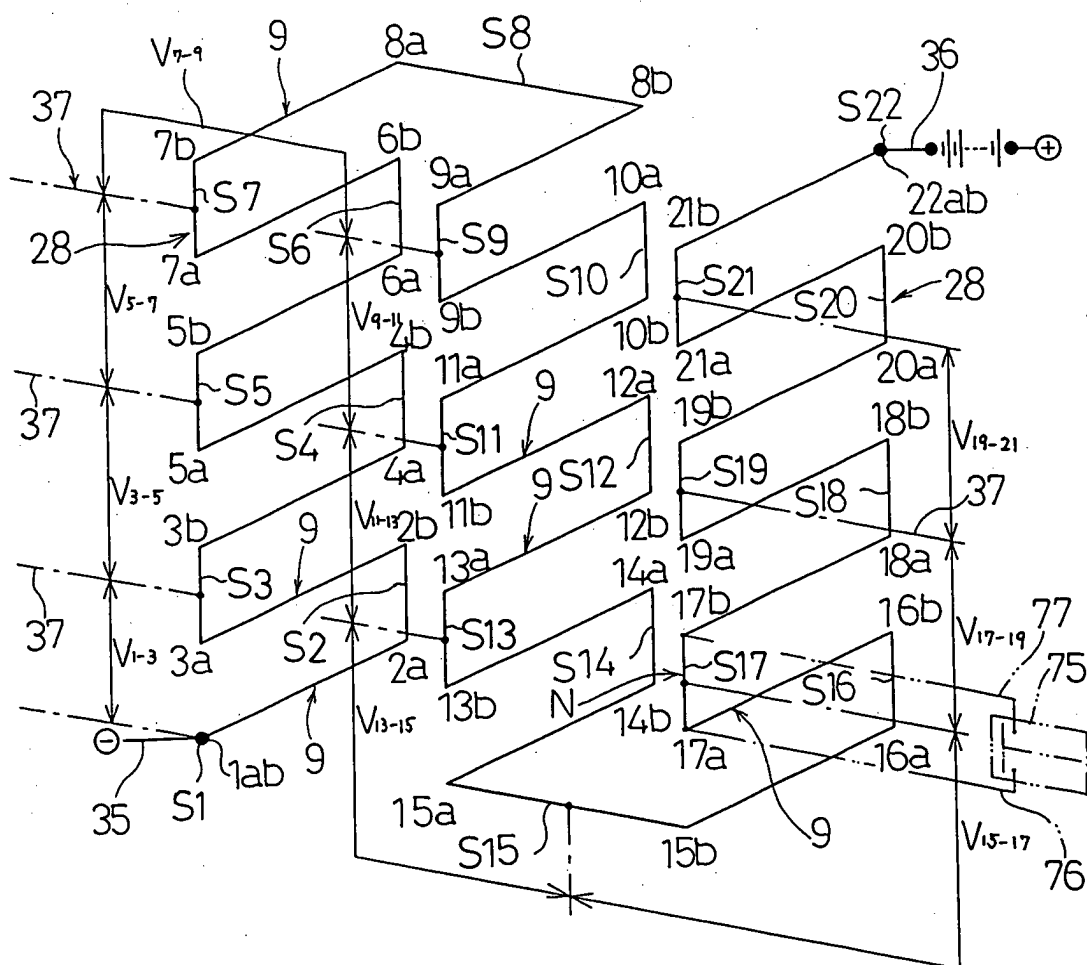 V7-9
9
8a
S8
8b
36
S22
37
7b
6b
S7
9a
10a
22ab
28
S6
S9
21b
20b
7a
6a
S10
S21
S20
28
V5-7
9b
V9-11
5b
4b
11a
10b
21a
20a
12a
9
19b
18b
V19-21
37
S5
S4
S11
S12
S19
S18
5a
4a
9
37
V3-5
11b
12b
3b
9
2b
V11-13
13a
14a
19a
18a
17b
16b
37
S3
S2
S13
S14
S17
S16
V17-19
77
75
V1-3
3a
2a
N
13b
14b
17a
16a
V13-15
1ab
9
35
S1
15a
S15
15b
9
V15-17
76